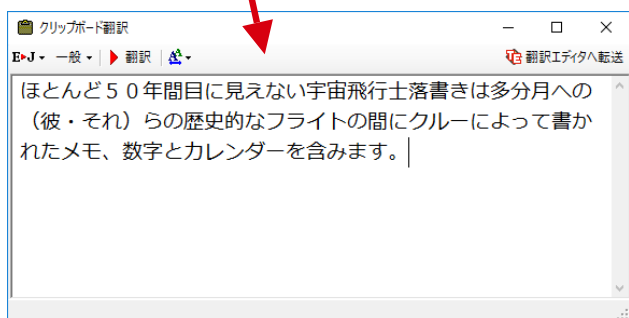 クリップボード翻訳
E▸J 一般 翻訳 翻訳エディタへ転送
ほとんど５０年間目に見えない宇宙飛行士落書きは多分月への
（彼・それ）らの歴史的なフライトの間にクルーによって書か
れたメモ、数字とカレンダーを含みます。